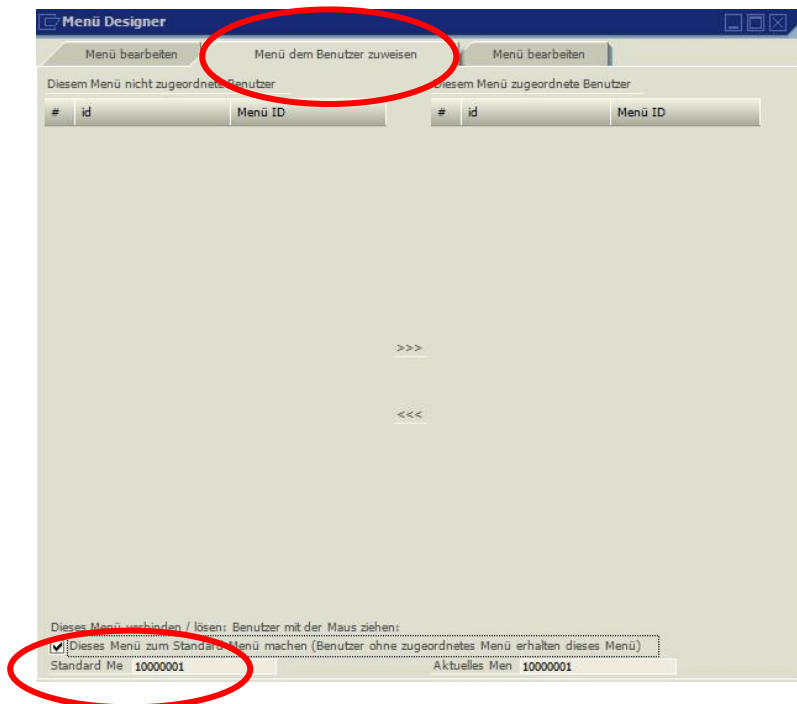 Menü Designer
Menü bearbeiten Menü dem Benutzer zuweisen Menü bearbeiten
Diesem Menü nicht zugeordnete Benutzer Diesem Menü zugeordnete Benutzer
# id Menü ID # id Menü ID
>>>
<<<
Dieses Menü verbinden / lösen: Benutzer mit der Maus ziehen:
Dieses Menü zum Standard Menü machen (Benutzer ohne zugeordnetes Menü erhalten dieses Menü)
Standard Me 10000001 Aktuelles Men 10000001